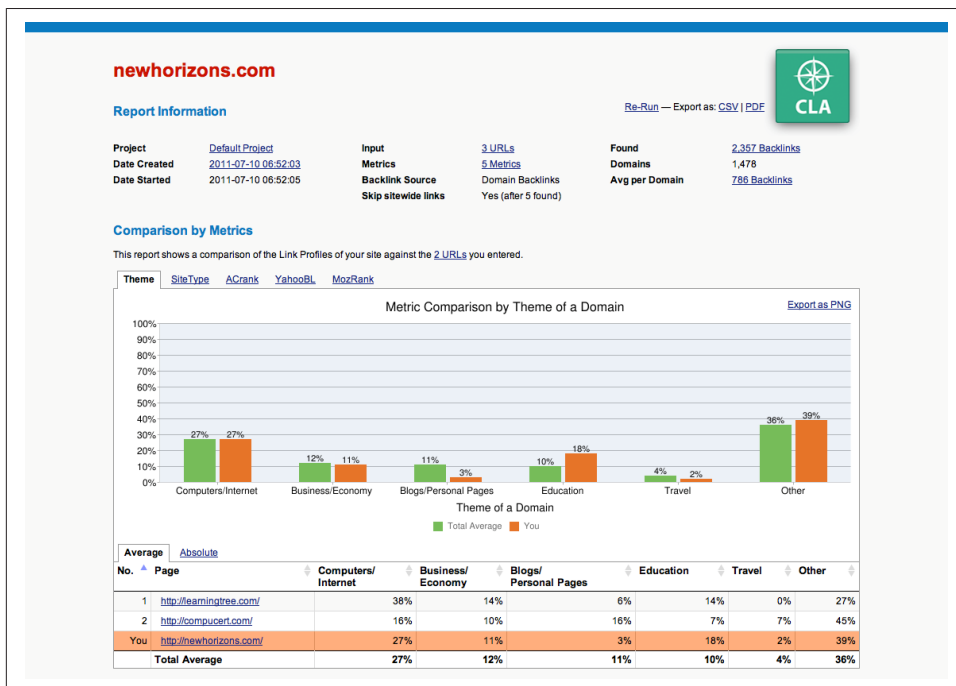 newhorizons.com
CLA
Report Information
Re-Run — Export as: CSV | PDF
Project Default Project Input 3 URLs Found 2,357 Backlinks
Date Created 2011-07-10 06:52:03 Metrics 5 Metrics Domains 1,478
Date Started 2011-07-10 06:52:05 Backlink Source Domain Backlinks Avg per Domain 786 Backlinks
Skip sitewide links Yes (after 5 found)
Comparison by Metrics
This report shows a comparison of the Link Profiles of your site against the 2 URLs you entered.
Theme SiteType ACrank YahooBL MozRank
Metric Comparison by Theme of a Domain
Export as PNG
100%
90%
80%
70%
60%
50%
40%
30%
20%
10%
0%
27% 27% 12% 11% 11% 3% 10% 18% 4% 2% 36% 39%
Computers/Internet Business/Economy Blogs/Personal Pages Education Travel Other
Theme of a Domain
Total Average You
Average Absolute
No. Page Computers/ Business/ Blogs/ Education Travel Other
Internet Economy Personal Pages
1 http://learningtree.com/ 38% 14% 6% 14% 0% 27%
2 http://compucert.com/ 16% 10% 16% 7% 7% 45%
You http://newhorizons.com/ 27% 11% 3% 18% 2% 39%
Total Average 27% 12% 11% 10% 4% 36%